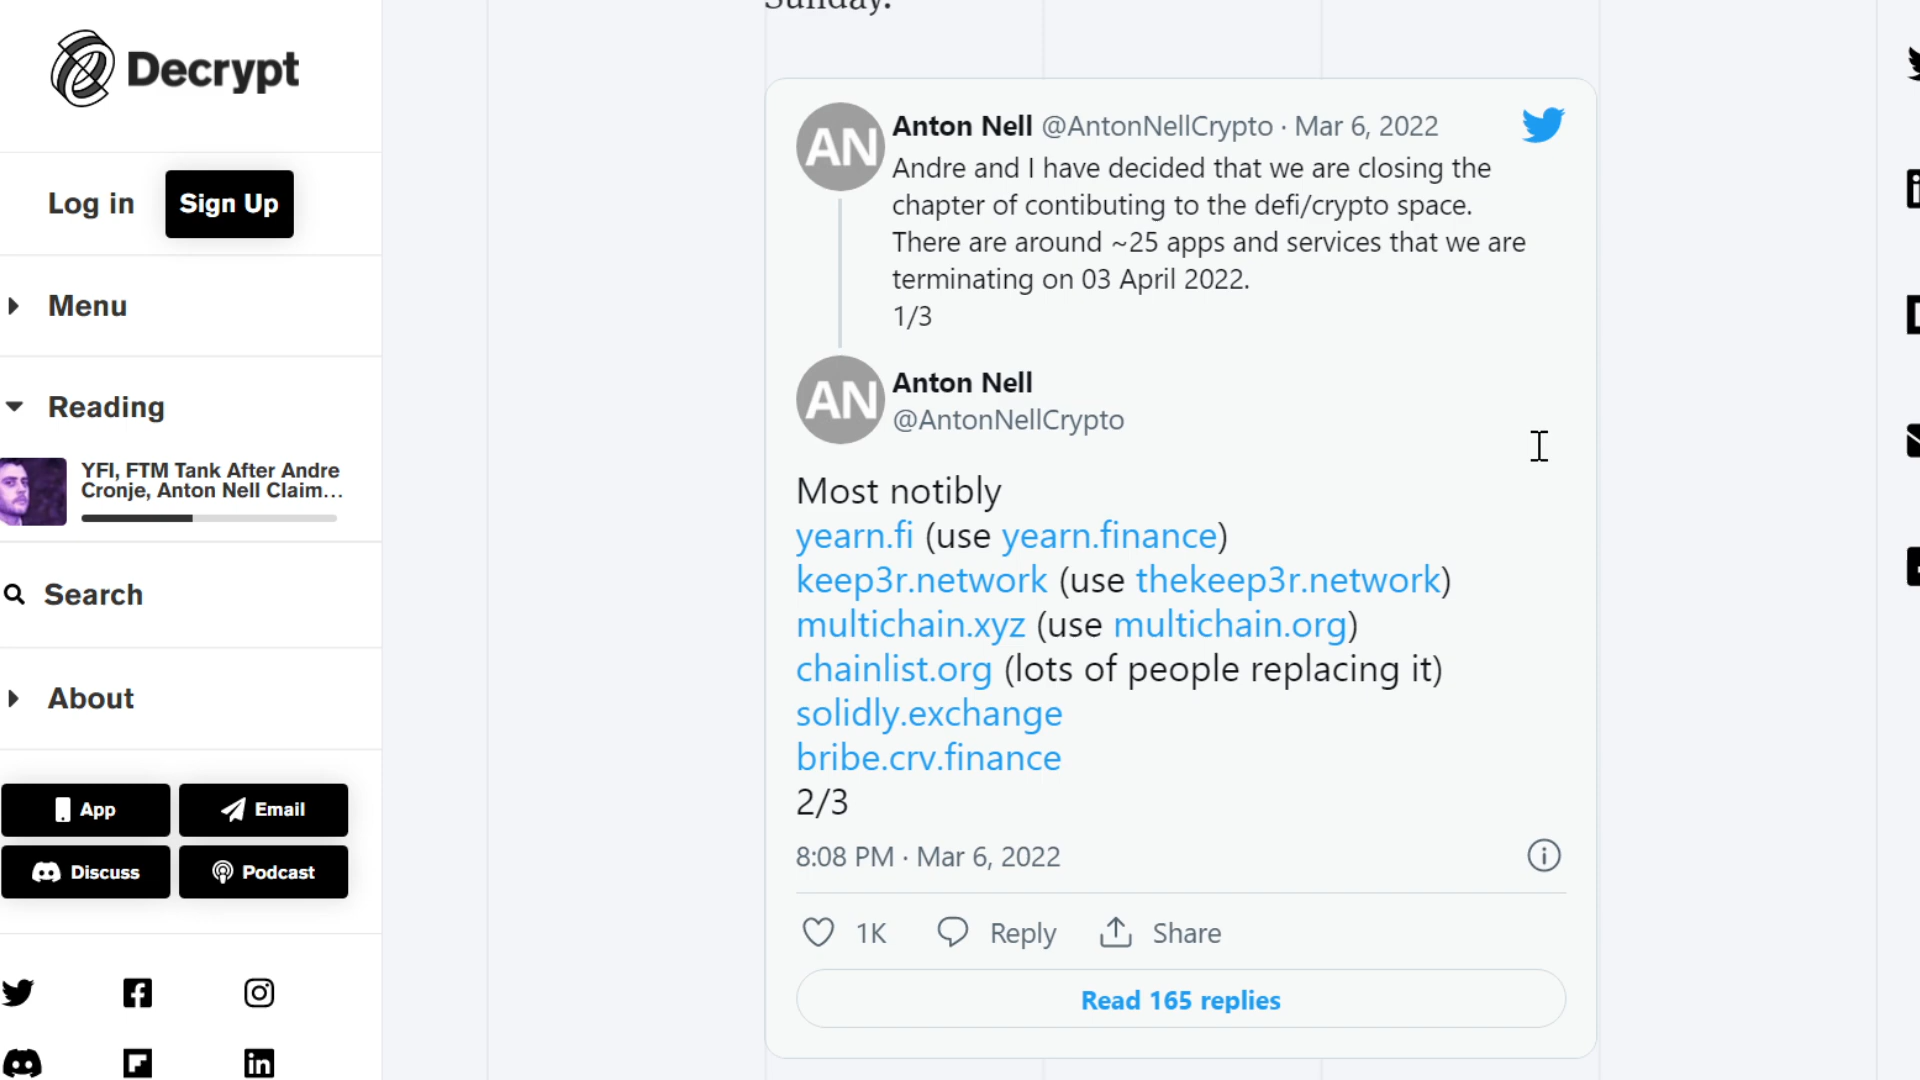 Sunday.
Decrypt
Log in
Sign Up
Menu
Reading
YFI, FTM Tank After Andre
Cronje, Anton Nell Claim...
Search
About
App
Email
Discuss
Podcast
AN
Anton Nell @AntonNellCrypto · Mar 6, 2022
Andre and I have decided that we are closing the
chapter of contibuting to the defi/crypto space.
There are around ~25 apps and services that we are
terminating on 03 April 2022.
1/3
AN
Anton Nell
@AntonNellCrypto
Most notibly
yearn.fi (use yearn.finance)
keep3r.network (use thekeep3r.network)
multichain.xyz (use multichain.org)
chainlist.org (lots of people replacing it)
solidly.exchange
bribe.crv.finance
2/3
8:08 PM · Mar 6, 2022
1K
Reply
Share
Read 165 replies